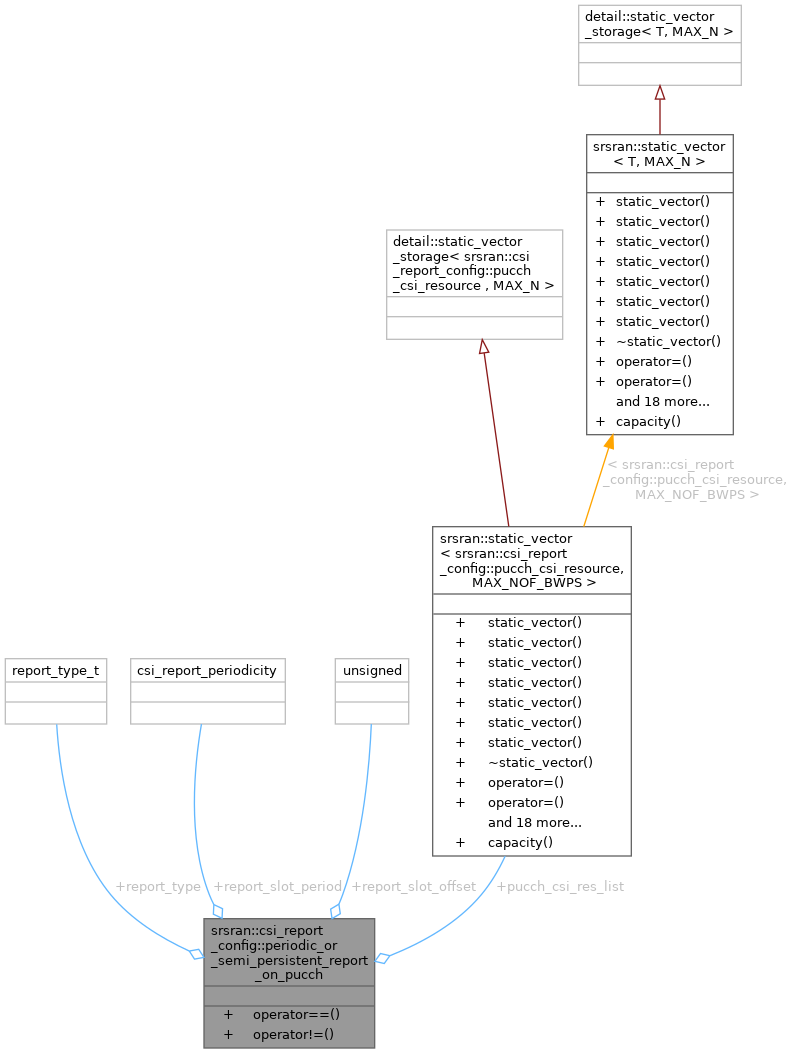 detail::static_vector
_storage< T, MAX_N >
srsran::static_vector
< T, MAX_N >
+ static_vector()
+ static_vector()
+ static_vector()
+ static_vector()
+ static_vector()
+ static_vector()
+ static_vector()
+ ~static_vector()
+ operator=()
+ operator=()
and 18 more...
+ capacity()
detail::static_vector
_storage< srsran::csi
_report_config::pucch
_csi_resource , MAX_N >
< srsran::csi_report
_config::pucch_csi_resource,
MAX_NOF_BWPS >
srsran::static_vector
< srsran::csi_report
_config::pucch_csi_resource,
MAX_NOF_BWPS >
+ static_vector()
+ static_vector()
+ static_vector()
+ static_vector()
+ static_vector()
+ static_vector()
+ static_vector()
+ ~static_vector()
+ operator=()
+ operator=()
and 18 more...
+ capacity()
report_type_t
csi_report_periodicity
unsigned
+report_type
+report_slot_period
+report_slot_offset
+pucch_csi_res_list
srsran::csi_report
_config::periodic_or
_semi_persistent_report
_on_pucch
+ operator==()
+ operator!=()